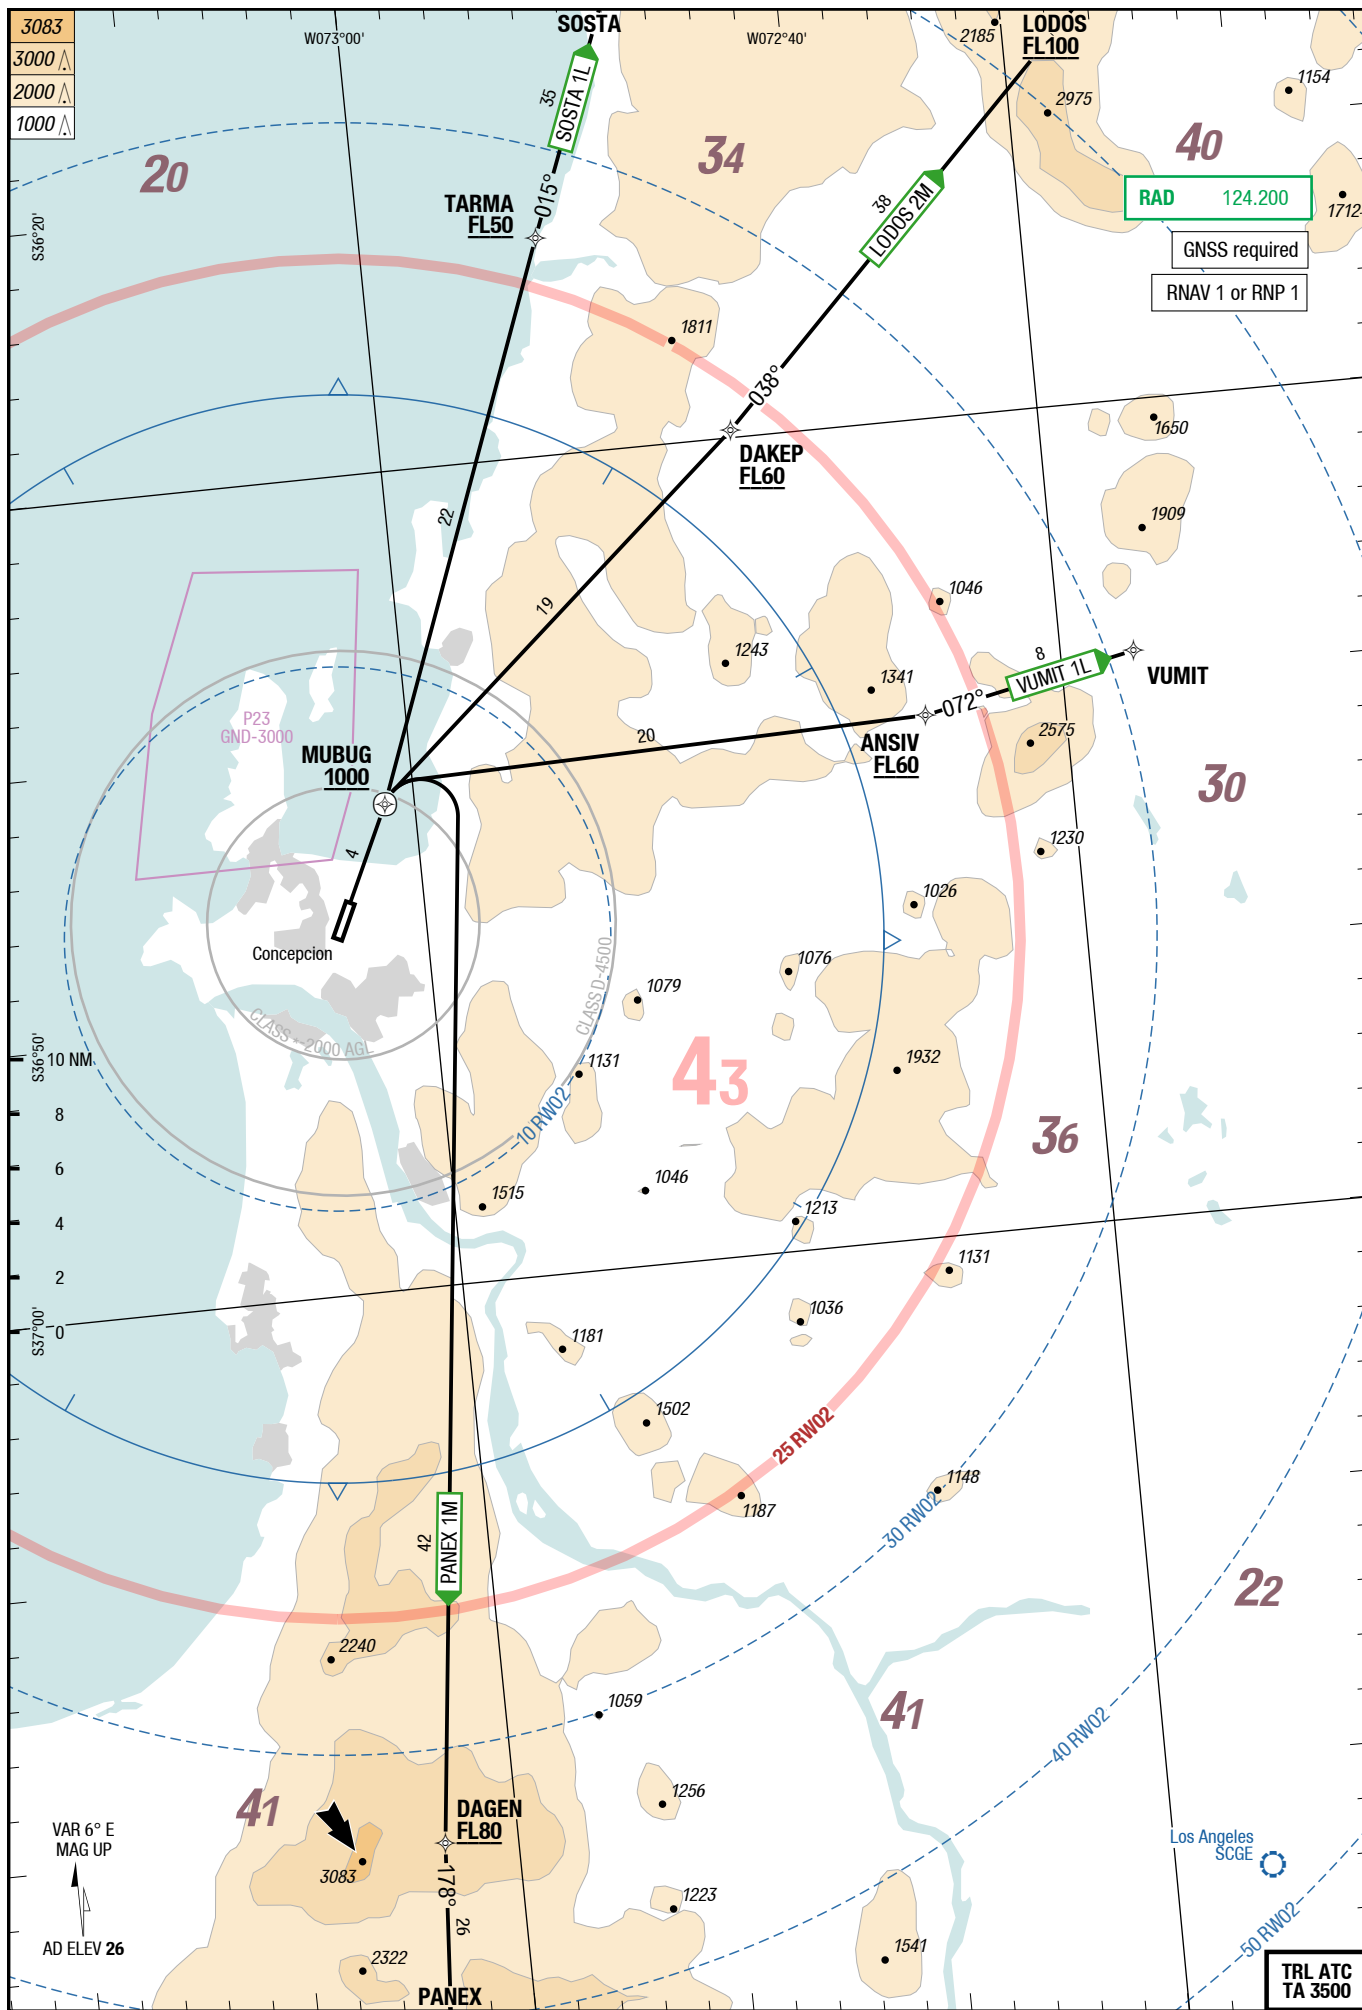 3083
3000
2000
1000
W073°00'
SOSTA
W072°40'
2185
LODOS
FL100
1154
2975
35
SOSTA 1L
20
34
40
RAD 124.200
1712
GNSS required
RNAV 1 or RNP 1
38
LODOS 2M
TARMA
FL50
015°
S36°20'
1811
038°
DAKEP
FL60
1650
1909
22
19
1046
1243
1341
8
VUMIT 1L
VUMIT
072°
P23
GND-3000
MUBUG
1000
20
ANSIV
FL60
2575
30
4
1230
1026
Concepcion
1076
1079
CLASS D-4500
CLASS *-2000 AGL
S36°50'
10 NM
8
6
4
2
0
1131
43
1932
10 RW02
36
1515
1046
1213
1131
1036
S37°00'
1181
1502
25 RW02
1187
1148
30 RW02
42
PANEX 1M
22
2240
1059
41
40 RW02
41
1256
DAGEN
FL80
3083
VAR 6° E
MAG UP
Los Angeles
SCGE
178°
26
1223
AD ELEV 26
2322
1541
50 RW02
PANEX
TRL ATC
TA 3500